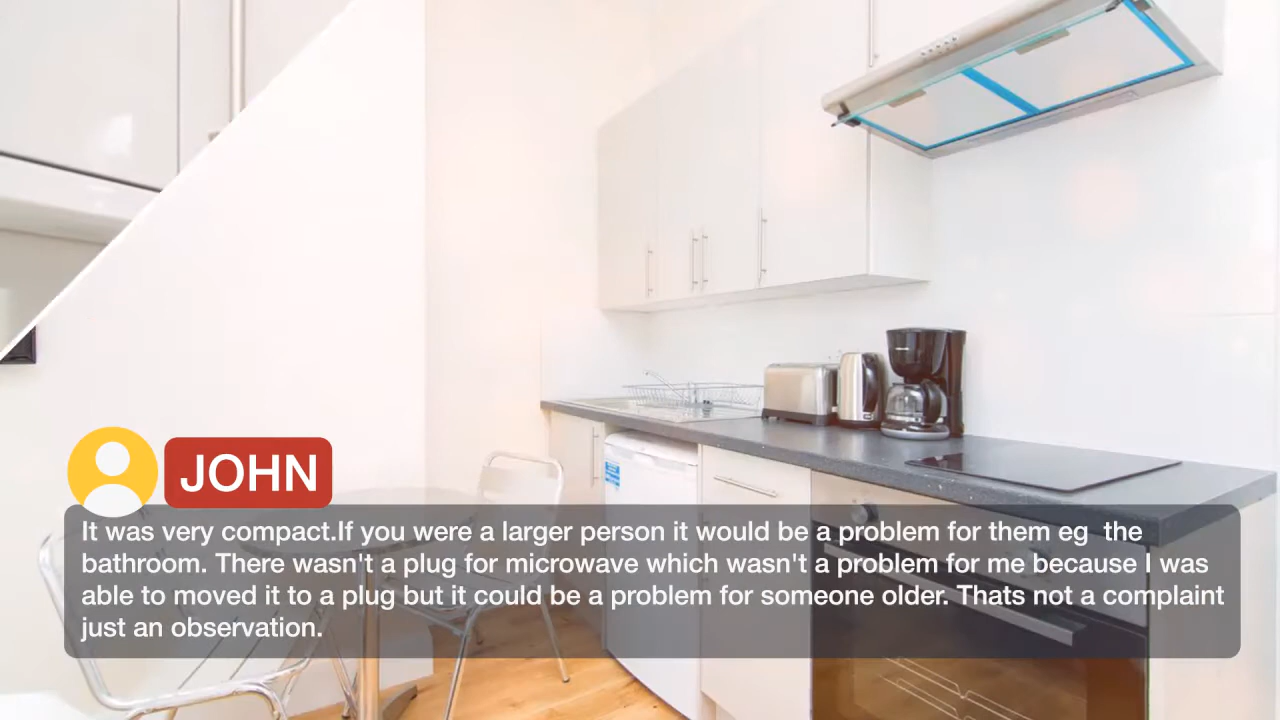 JOHN
It was very compact.If you were a larger person it would be a problem for them eg  the
bathroom. There wasn't a plug for microwave which wasn't a problem for me because I was
able to moved it to a plug but it could be a problem for someone older. Thats not a complaint
just an observation.